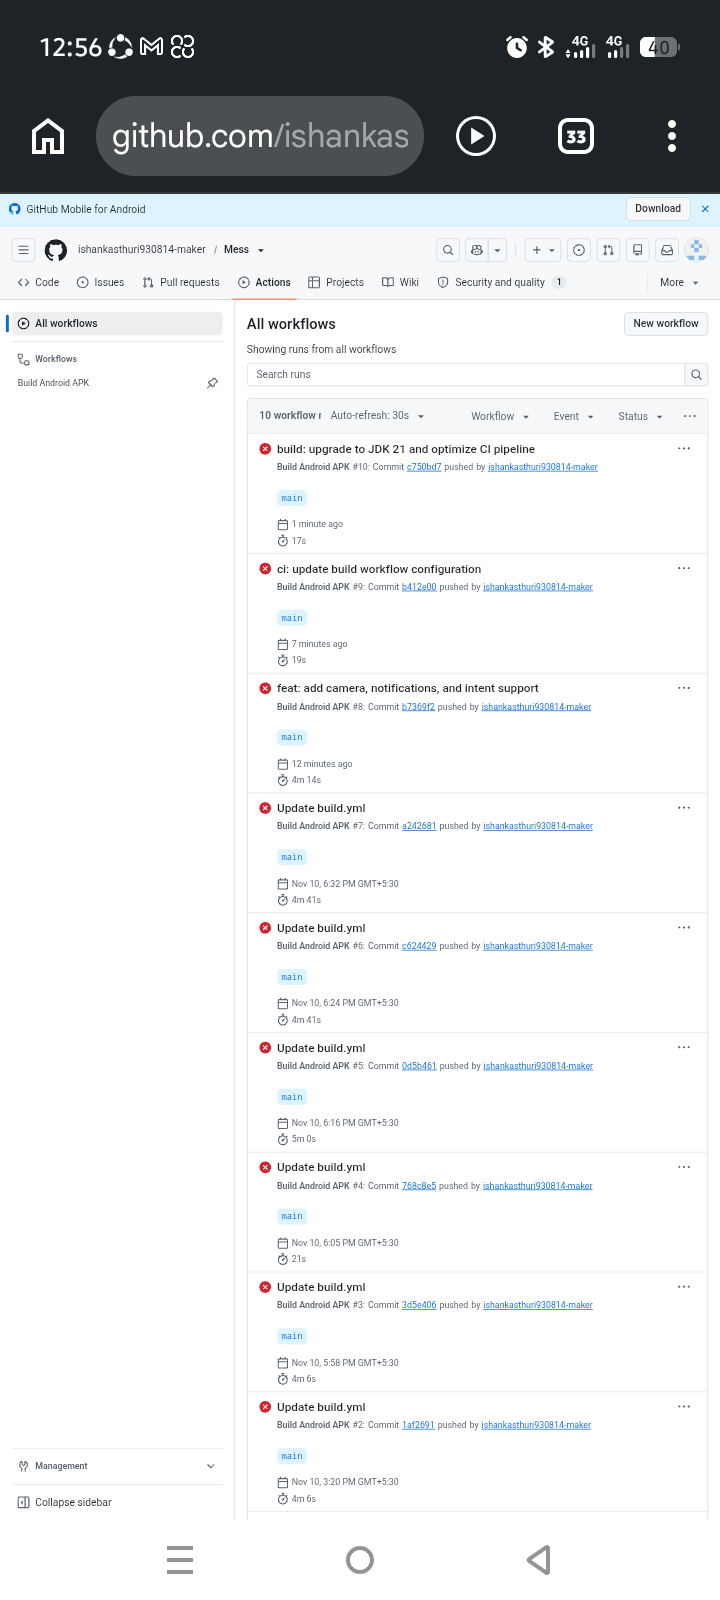 12:56
4G
4G
40
github.com/ishankas
33
GitHub Mobile for Android
Download
ishankasthuri930814-maker / Mess
Code
Issues
Pull requests
Actions
Projects
Wiki
Security and quality 1
More
All workflows
Workflows
Build Android APK
All workflows
New workflow
Showing runs from all workflows
Search runs
10 workflow r
Auto-refresh: 30s
Workflow
Event
Status
build: upgrade to JDK 21 and optimize CI pipeline
Build Android APK #10: Commit c750bd7 pushed by ishankasthuri930814-maker
main
1 minute ago
17s
ci: update build workflow configuration
Build Android APK #9: Commit b412e00 pushed by ishankasthuri930814-maker
main
7 minutes ago
19s
feat: add camera, notifications, and intent support
Build Android APK #8: Commit b7369f2 pushed by ishankasthuri930814-maker
main
12 minutes ago
4m 14s
Update build.yml
Build Android APK #7: Commit a242681 pushed by ishankasthuri930814-maker
main
Nov 10, 6:32 PM GMT+5:30
4m 41s
Update build.yml
Build Android APK #6: Commit c624429 pushed by ishankasthuri930814-maker
main
Nov 10, 6:24 PM GMT+5:30
4m 41s
Update build.yml
Build Android APK #5: Commit 0d5b461 pushed by ishankasthuri930814-maker
main
Nov 10, 6:16 PM GMT+5:30
5m 0s
Update build.yml
Build Android APK #4: Commit 768c8e5 pushed by ishankasthuri930814-maker
main
Nov 10, 6:05 PM GMT+5:30
21s
Update build.yml
Build Android APK #3: Commit 3d5e406 pushed by ishankasthuri930814-maker
main
Nov 10, 5:58 PM GMT+5:30
4m 6s
Update build.yml
Build Android APK #2: Commit 1af2691 pushed by ishankasthuri930814-maker
main
Nov 10, 3:20 PM GMT+5:30
4m 6s
Management
Collapse sidebar